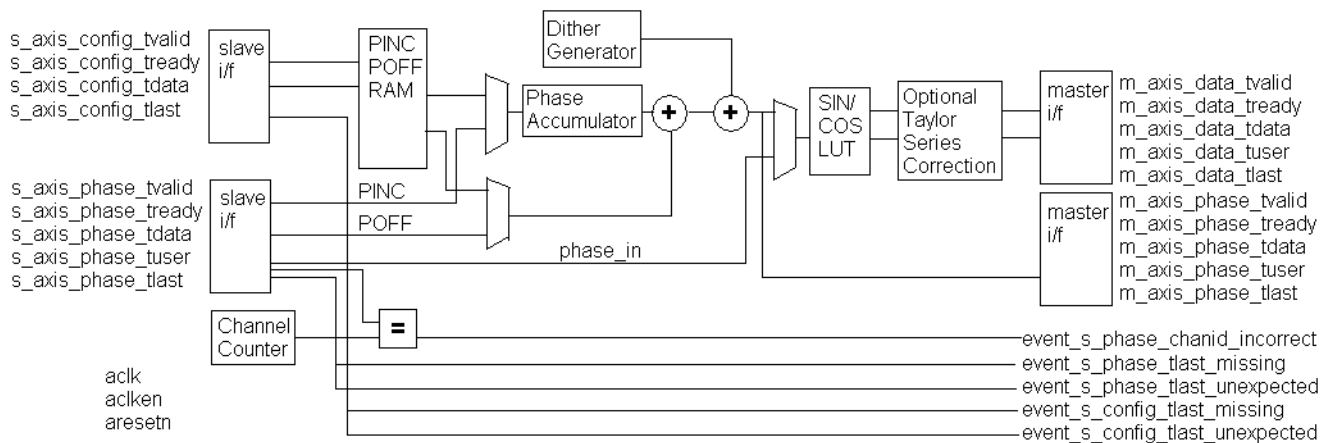 s_axis_config_tvalid
s_axis_config_tready
s_axis_config_tdata
s_axis_config_tlast
slave
i/f
PINC
POFF
RAM
Dither
Generator
Phase
Accumulator
+
+
SIN/
COS
LUT
Optional
Taylor
Series
Correction
master
i/f
m_axis_data_tvalid
m_axis_data_tready
m_axis_data_tdata
m_axis_data_tuser
m_axis_data_tlast
s_axis_phase_tvalid
s_axis_phase_tready
s_axis_phase_tdata
s_axis_phase_tuser
s_axis_phase_tlast
slave
i/f
PINC
POFF
phase_in
master
i/f
m_axis_phase_tvalid
m_axis_phase_tready
m_axis_phase_tdata
m_axis_phase_tuser
m_axis_phase_tlast
Channel
Counter
=
event_s_phase_chanid_incorrect
event_s_phase_tlast_missing
event_s_phase_tlast_unexpected
event_s_config_tlast_missing
event_s_config_tlast_unexpected
aclk
aclken
aresetn